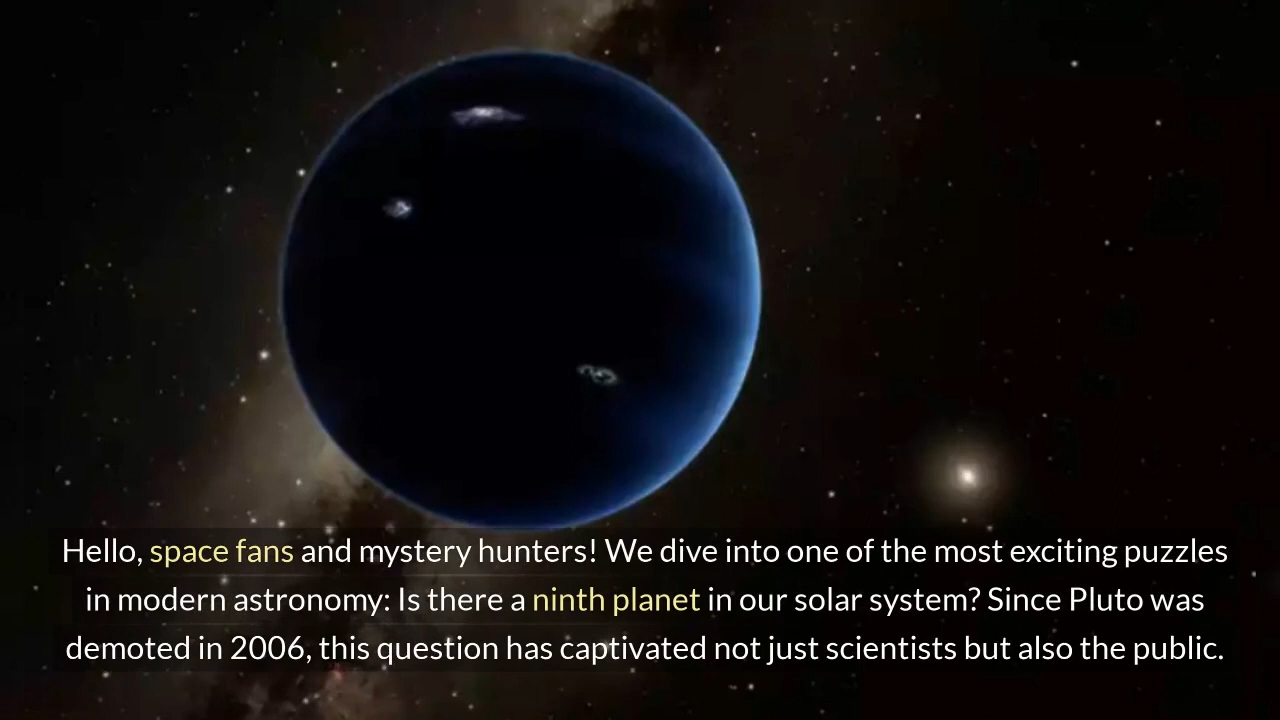 Hello, space fans and mystery hunters! We dive into one of the most exciting puzzles
in modern astronomy: Is there a ninth planet in our solar system? Since Pluto was
demoted in 2006, this question has captivated not just scientists but also the public.